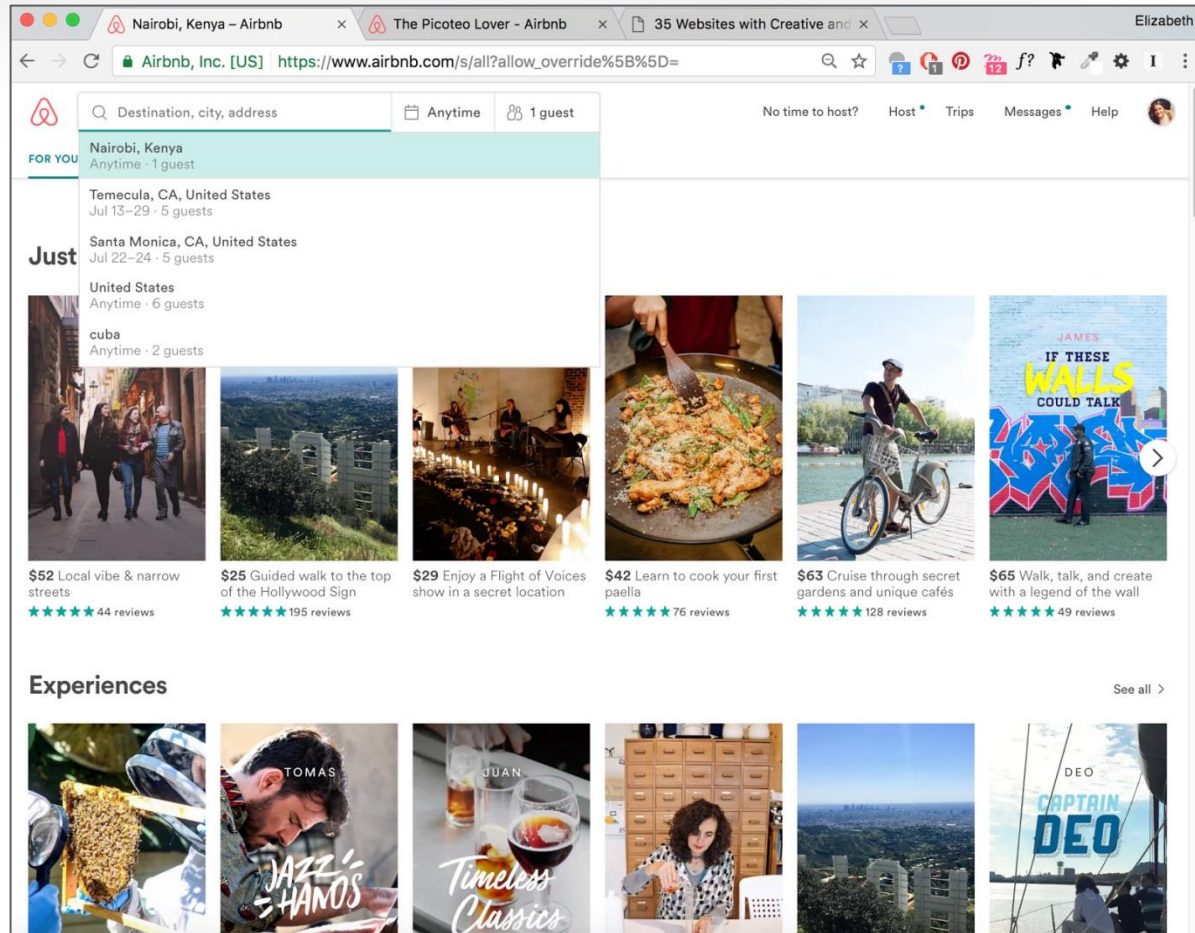 Nairobi, Kenya – Airbnb
The Picoteo Lover - Airbnb
35 Websites with Creative and
Elizabeth
Airbnb, Inc. [US] https://www.airbnb.com/s/all?allow_override%5B%5D=
?
1
12
f?
I
Destination, city, address
Anytime
1 guest
No time to host?
Host
Trips
Messages
Help
FOR YOU
Nairobi, Kenya
Anytime · 1 guest
Temecula, CA, United States
Jul 13–29 · 5 guests
Santa Monica, CA, United States
Jul 22–24 · 5 guests
United States
Anytime · 6 guests
cuba
Anytime · 2 guests
Just
JAMES
IF THESE
WALLS
COULD TALK
$52 Local vibe & narrow
streets
44 reviews
$25 Guided walk to the top
of the Hollywood Sign
195 reviews
$29 Enjoy a Flight of Voices
show in a secret location
$42 Learn to cook your first
paella
76 reviews
$63 Cruise through secret
gardens and unique cafés
128 reviews
$65 Walk, talk, and create
with a legend of the wall
49 reviews
Experiences
See all
TOMAS
JAZZ
HANDS
JUAN
Timeless
Classics
DEO
CAPTAIN
DEO